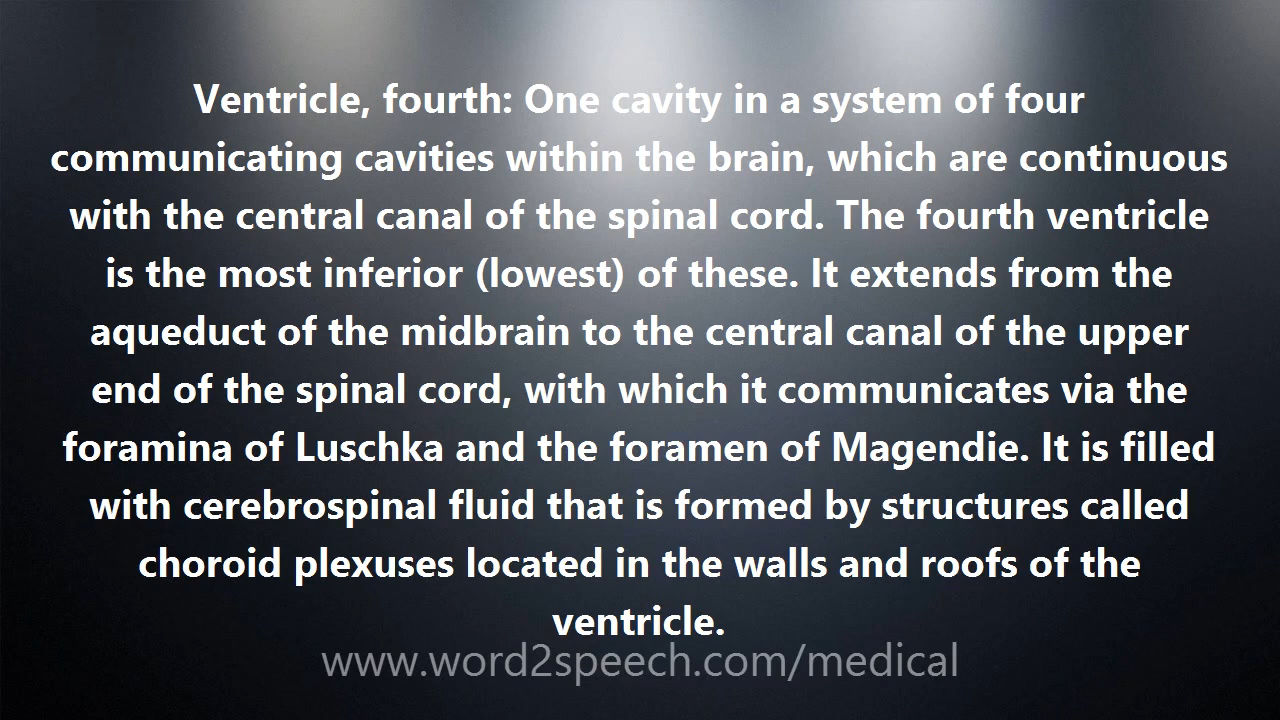 Ventricle, fourth: One cavity in a system of four
communicating cavities within the brain, which are continuous
with the central canal of the spinal cord. The fourth ventricle
is the most inferior (lowest) of these. It extends from the
aqueduct of the midbrain to the central canal of the upper
end of the spinal cord, with which it communicates via the
foramina of Luschka and the foramen of Magendie. It is filled
with cerebrospinal fluid that is formed by structures called
choroid plexuses located in the walls and roofs of the
ventricle.
www.word2speech.com/medical